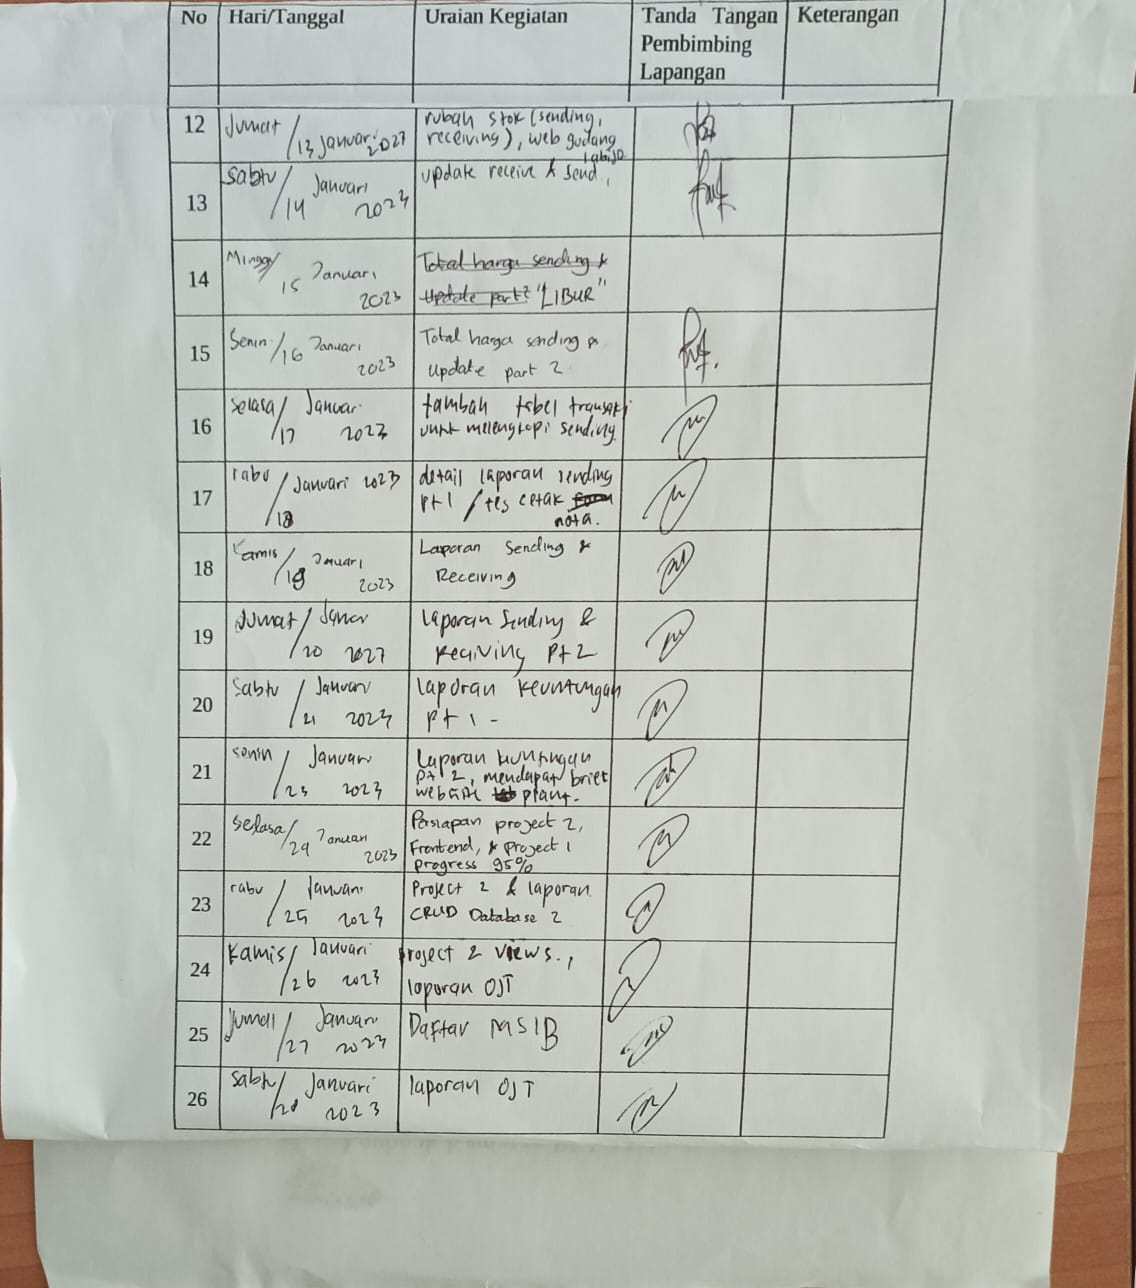 No Hari/Tanggal Uraian Kegiatan Tanda Tangan Keterangan
Pembimbing
Lapangan
12 Jumat / 13 Januari 2023 rubah stok (sending,
receiving), web gudang
13 Sabtu / 14 Januari 2023 update receive & send,
14 Minggu 15 Januari 2023 Total harga sending &
Update part 2 "LIBUR"
15 Senin / 16 Januari 2023 Total harga sending &
Update part 2
16 Selasa / 17 Januari 2023 tambah tabel transaksi
untk melengkapi sending.
17 rabu / 18 Januari 2023 detail laporan sending
pt 1 / tes cetak
nota.
18 Kamis / 19 Januari 2023 Laporan Sending &
Receiving
19 Jumat / 20 2023 Laporan Sending &
Reciving Pt 2
20 Sabtu / 21 Januari 2023 laporan keuntungan
pt 1 -
21 senin / 23 Januari 2023 Laporan kuntungan
pt 2, mendapat brief
website plant.
22 Selasa / 24 Januari 2023 Persiapan project 2,
Frontend, & Project 1
progress 95%
23 rabu / 25 Januari 2023 Project 2 & laporan
CRUD Database 2
24 Kamis / 26 Januari 2023 project 2 views.,
laporan OJT
25 Jumat / 27 Januari 2023 Daftar MSIB
26 Sabtu / 28 Januari 2023 laporan OJT